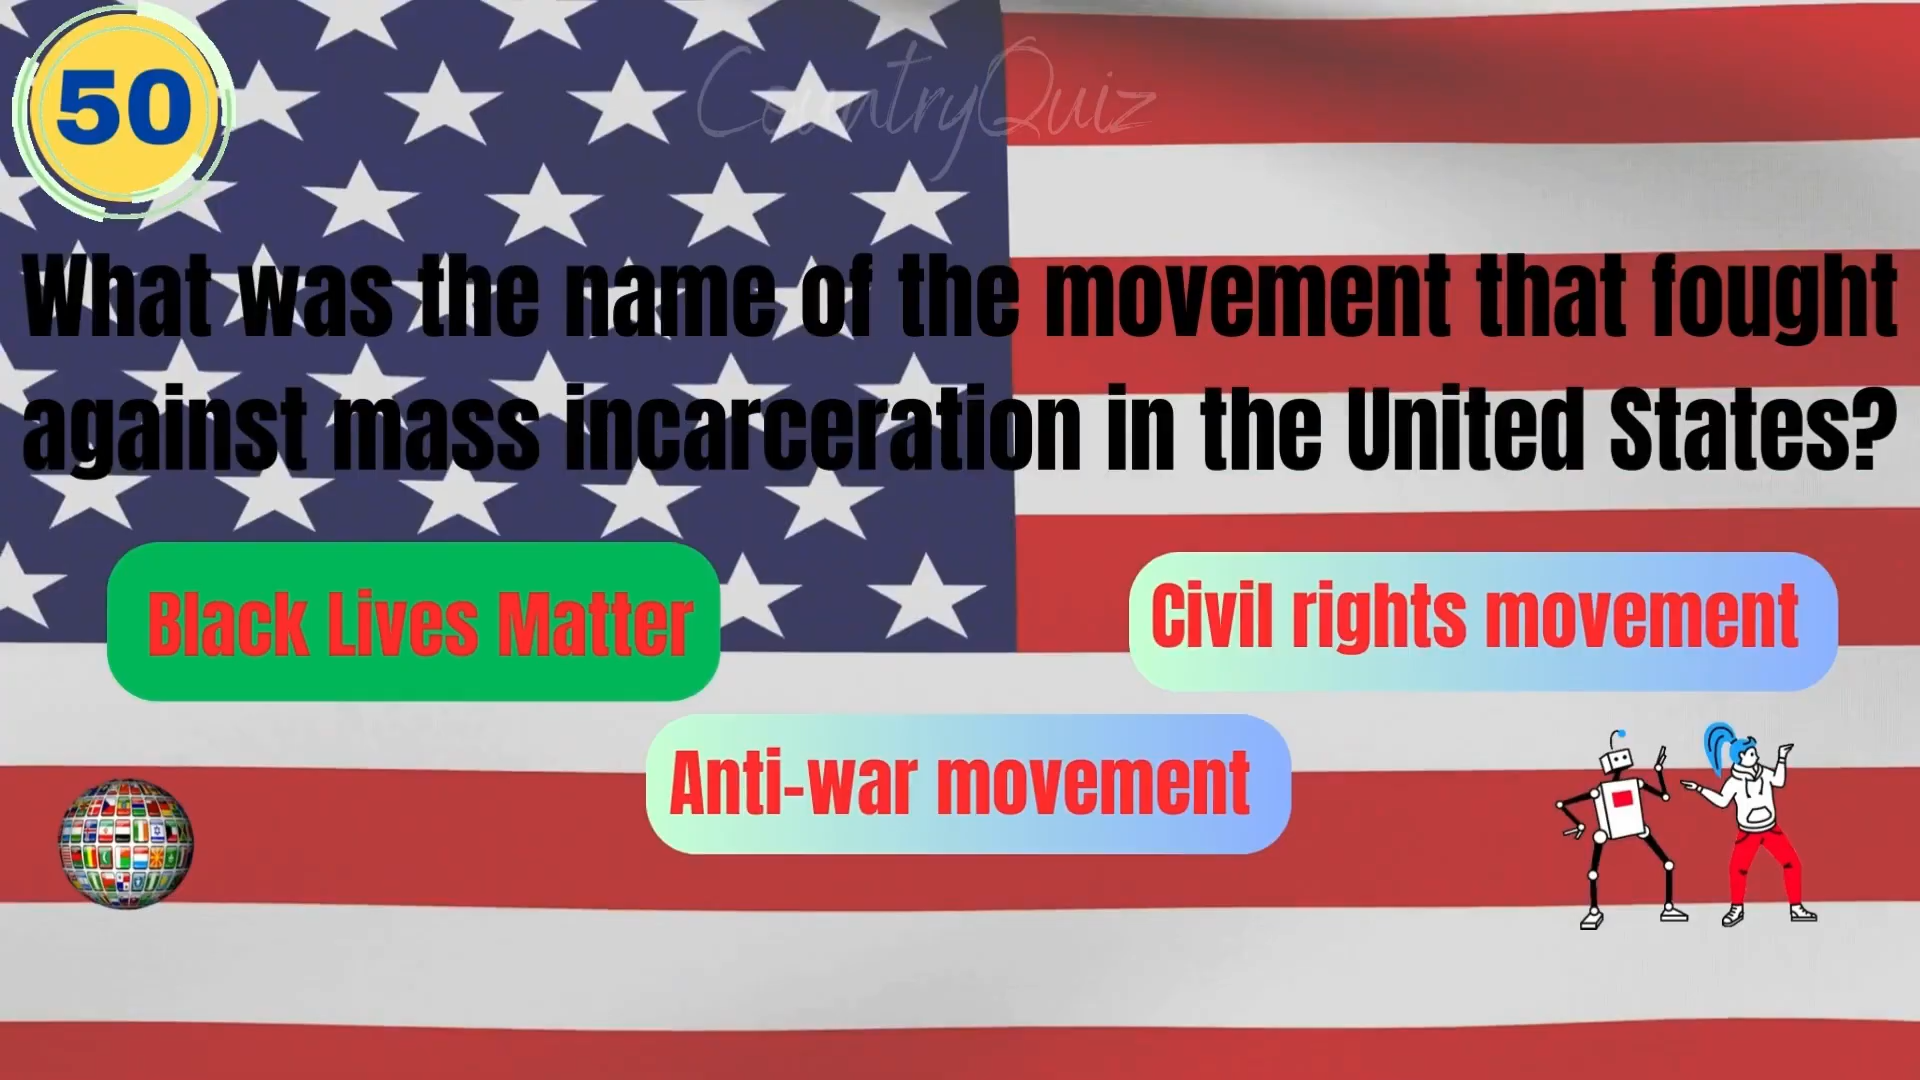 50
CountryQuiz
What was the name of the movement that fought
against mass incarceration in the United States?
Black Lives Matter
Civil rights movement
Anti-war movement